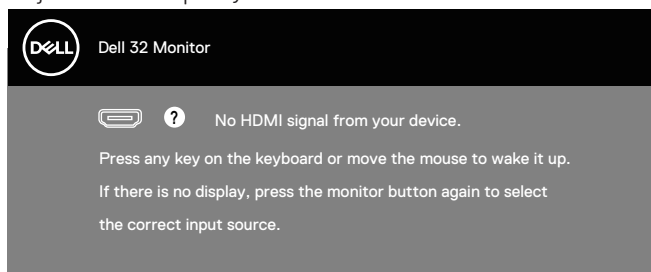 DELL
Dell 32 Monitor
? No HDMI signal from your device.
Press any key on the keyboard or move the mouse to wake it up.
If there is no display, press the monitor button again to select
the correct input source.